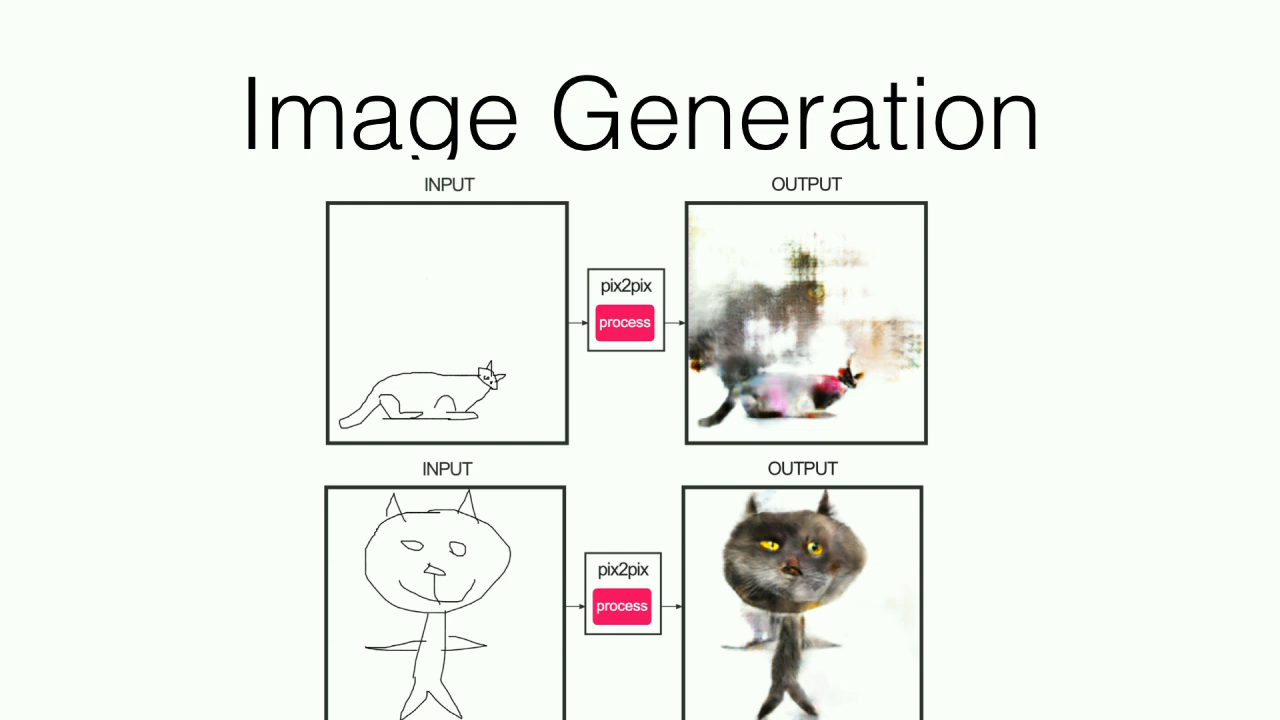 Image Generation
INPUT
OUTPUT
pix2pix
process
INPUT
OUTPUT
pix2pix
process